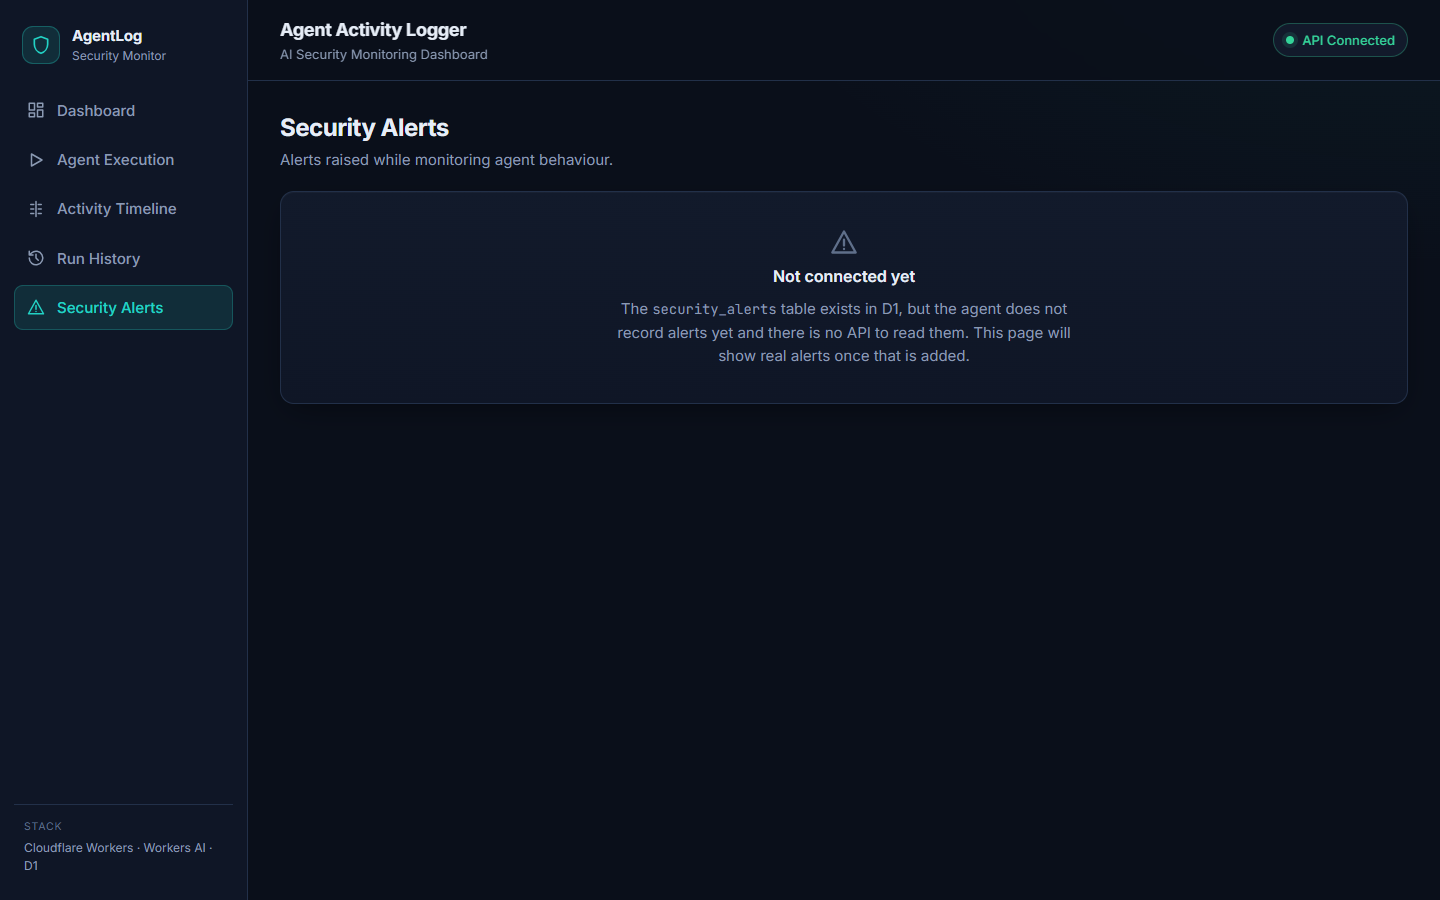 AgentLog
Security Monitor
Dashboard
Agent Execution
Activity Timeline
Run History
Security Alerts
STACK
Cloudflare Workers · Workers AI ·
D1
Agent Activity Logger
AI Security Monitoring Dashboard
API Connected
Security Alerts
Alerts raised while monitoring agent behaviour.
Not connected yet
The security_alerts table exists in D1, but the agent does not
record alerts yet and there is no API to read them. This page will
show real alerts once that is added.